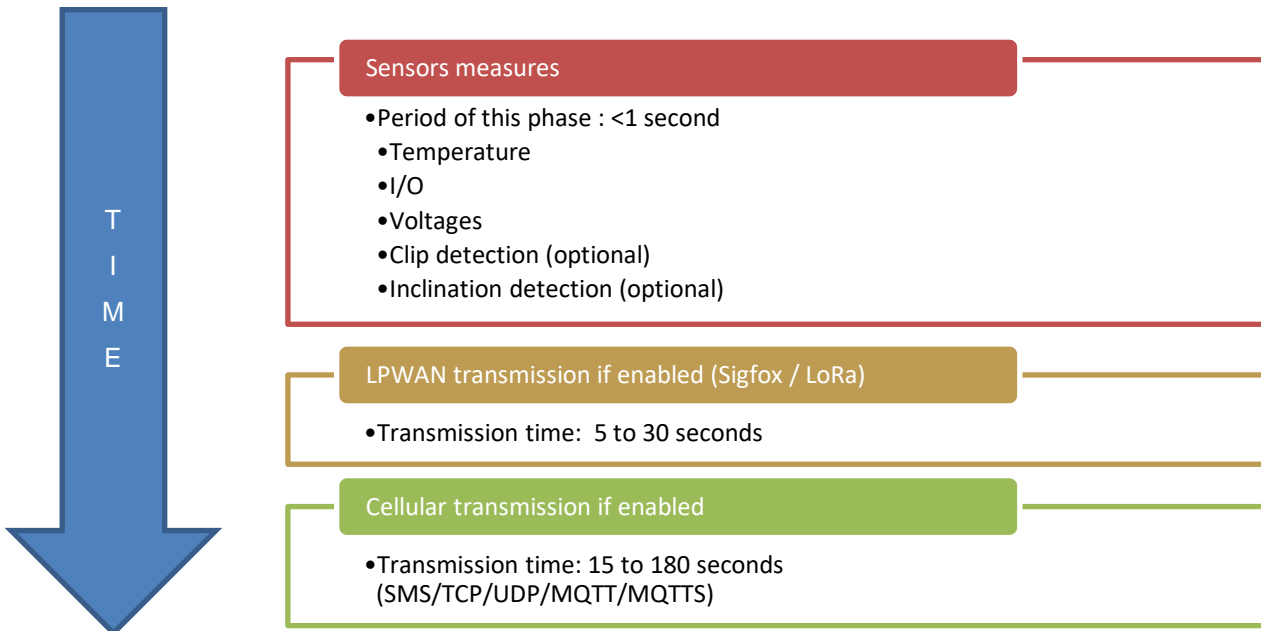 T
I
M
E
Sensors measures
•Period of this phase : <1 second
•Temperature
•I/O
•Voltages
•Clip detection (optional)
•Inclination detection (optional)
LPWAN transmission if enabled (Sigfox / LoRa)
•Transmission time:  5 to 30 seconds
Cellular transmission if enabled
•Transmission time: 15 to 180 seconds
(SMS/TCP/UDP/MQTT/MQTTS)